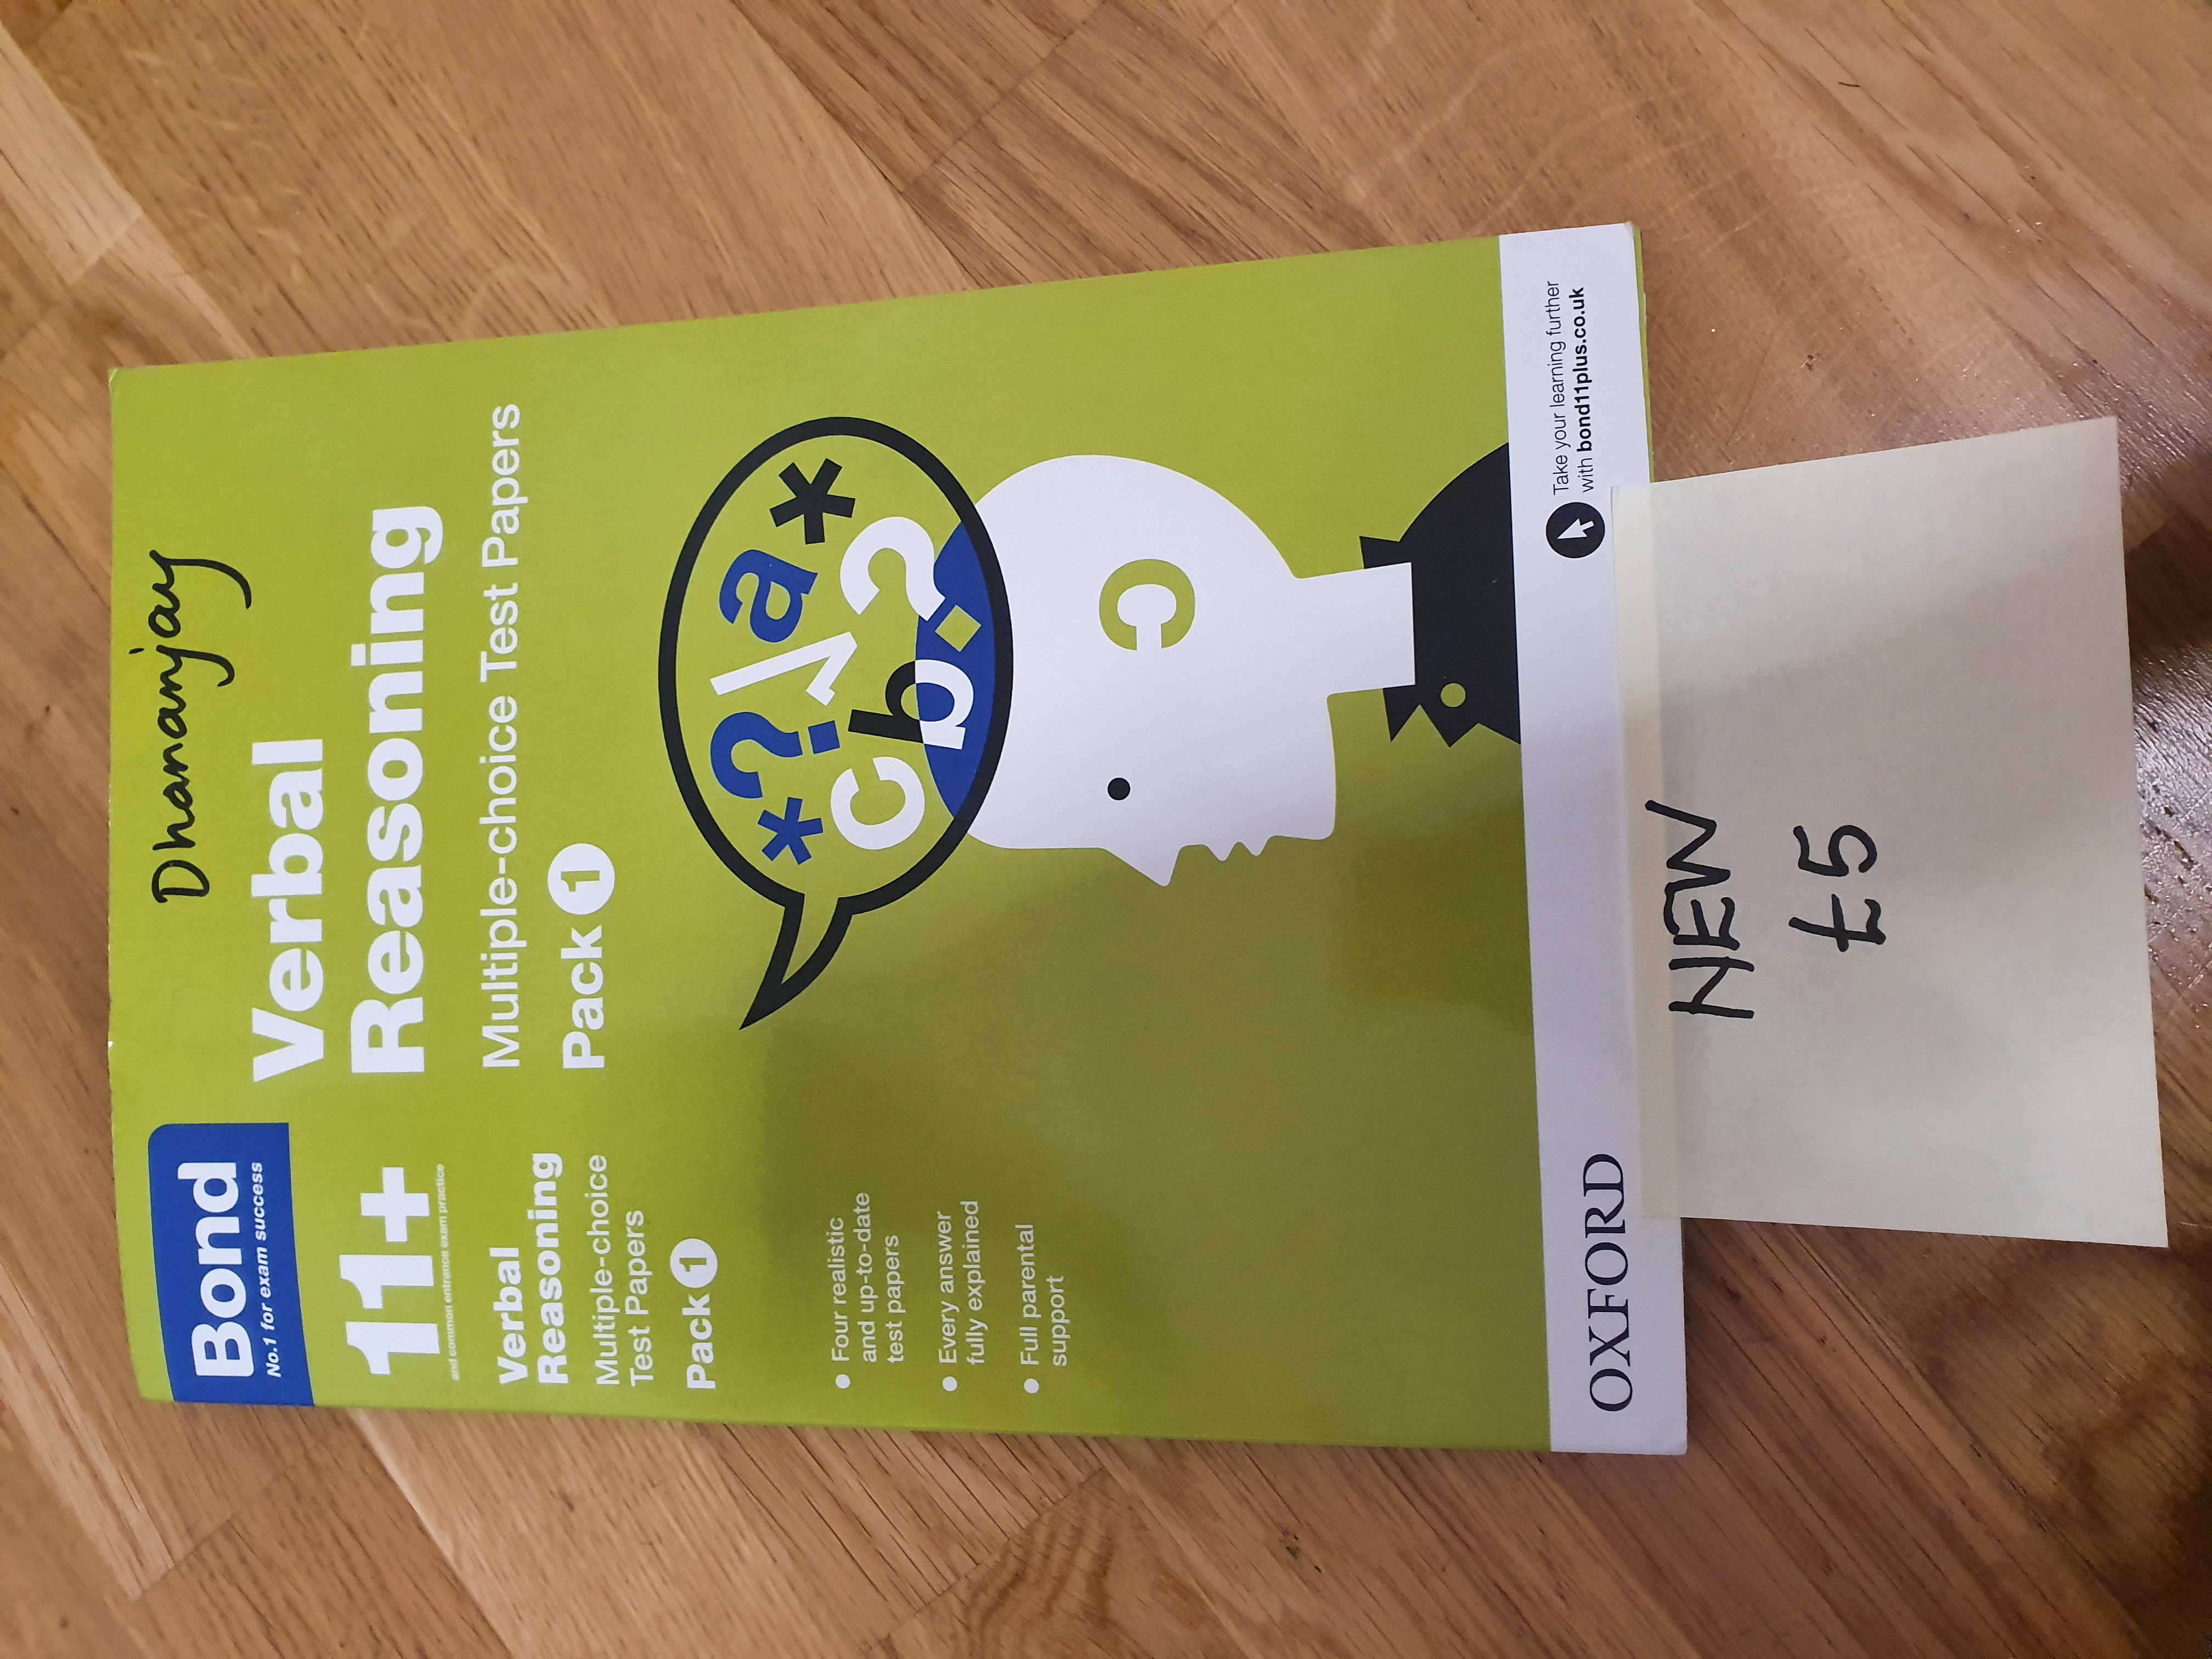 Dhananjay
Bond
No.1 for exam success
11+
and common entrance exam practice
Verbal
Reasoning
Multiple-choice
Test Papers
Pack 1
Four realistic
and up-to-date
test papers
Every answer
fully explained
Full parental
support
Verbal
Reasoning
Multiple-choice Test Papers
Pack 1
* ? √ a *
c b ?
c
OXFORD
Take your learning further
with bond11plus.co.uk
NEW
£5